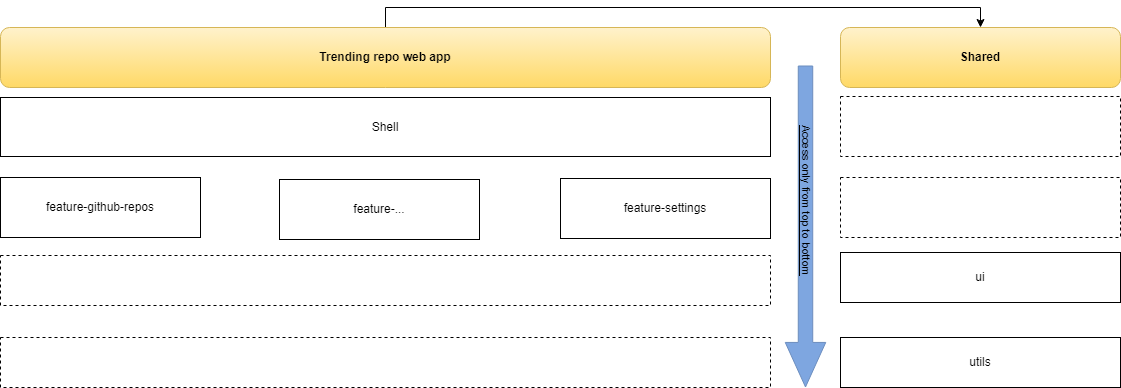 Trending repo web app
Shared
Shell
Access only from top to bottom
feature-github-repos
feature-...
feature-settings
ui
utils